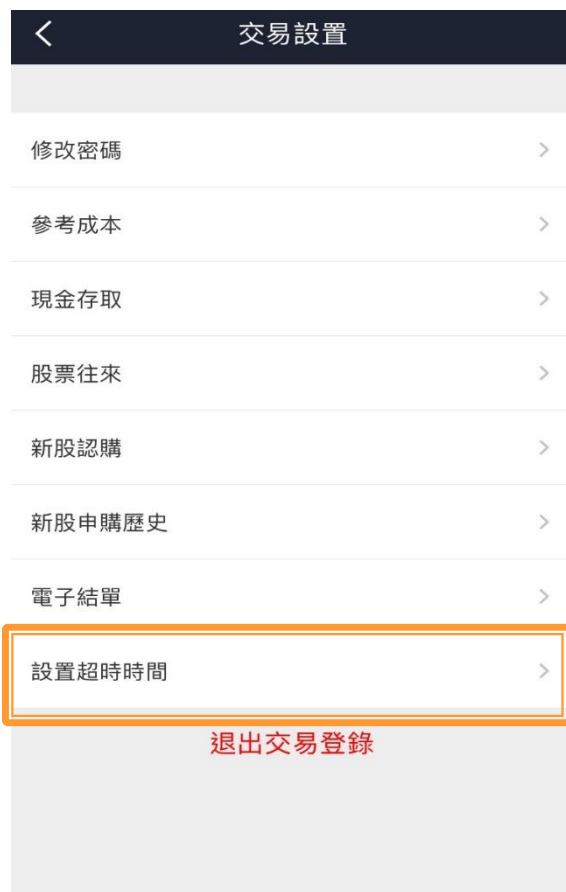 交易設置
修改密碼
參考成本
現金存取
股票往來
新股認購
新股申購歷史
電子結單
設置超時時間
退出交易登錄